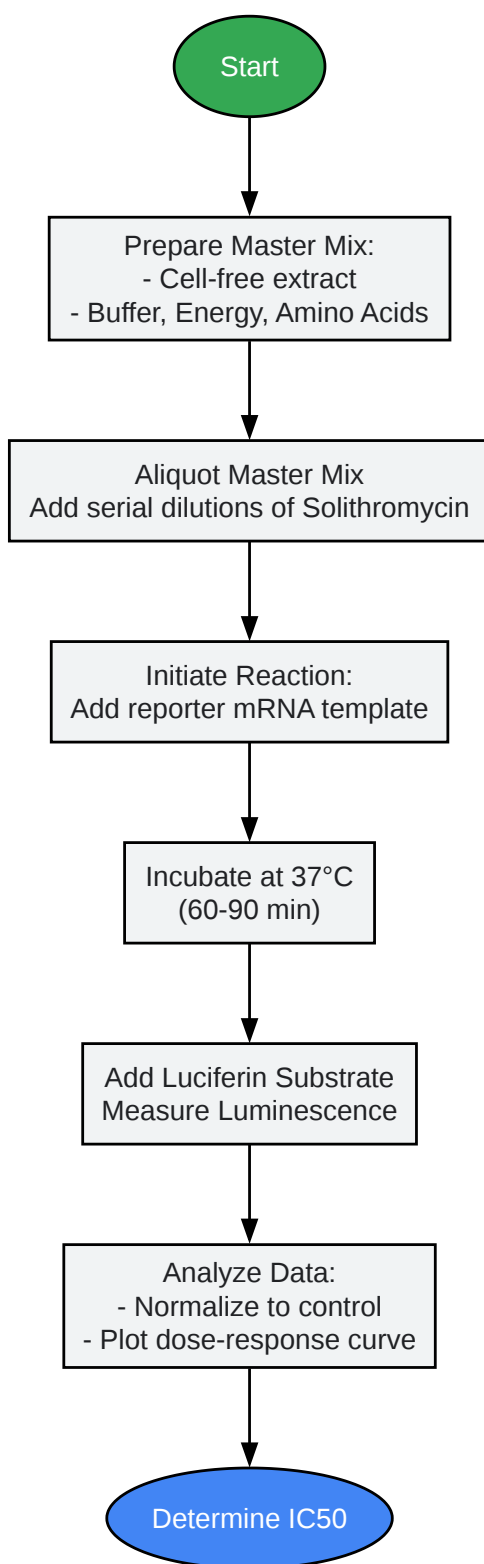 Start
Prepare Master Mix:
- Cell-free extract
- Buffer, Energy, Amino Acids
Aliquot Master Mix
Add serial dilutions of Solithromycin
Initiate Reaction:
Add reporter mRNA template
Incubate at 37°C
(60-90 min)
Add Luciferin Substrate
Measure Luminescence
Analyze Data:
- Normalize to control
- Plot dose-response curve
Determine IC50